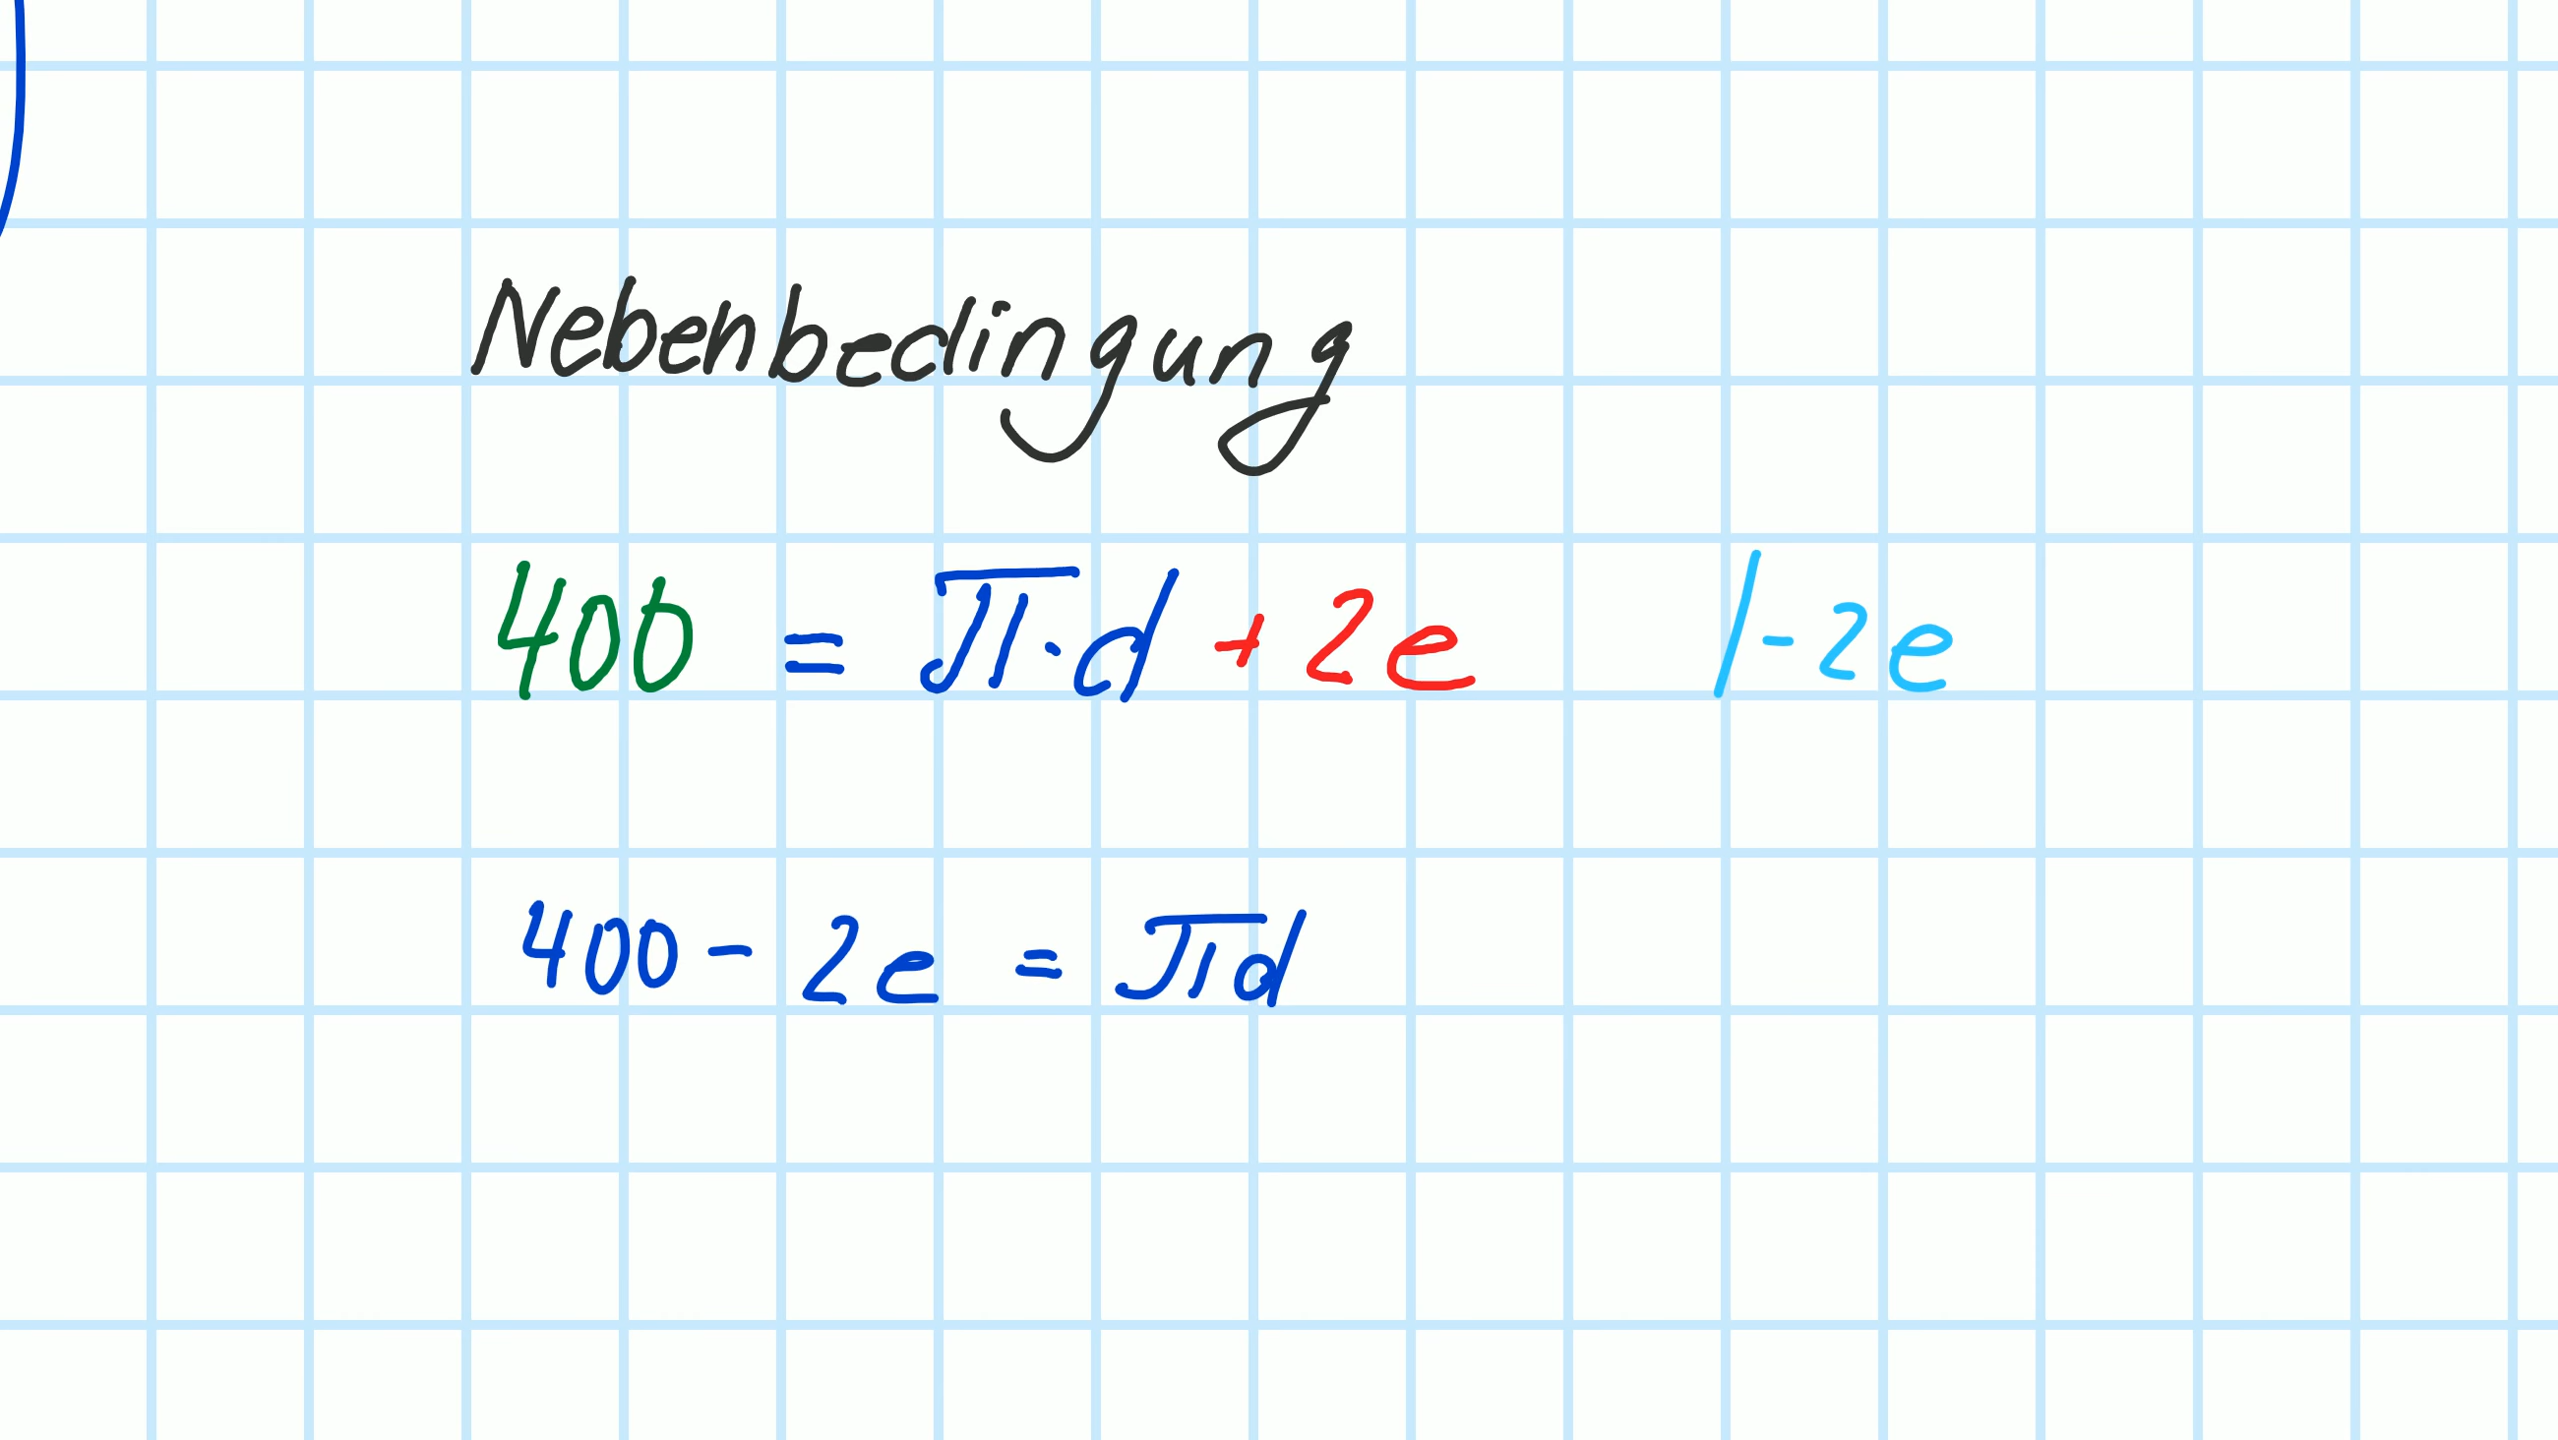 Nebenbedingung
400 = π·d + 2e |-2e
400 - 2e = πd